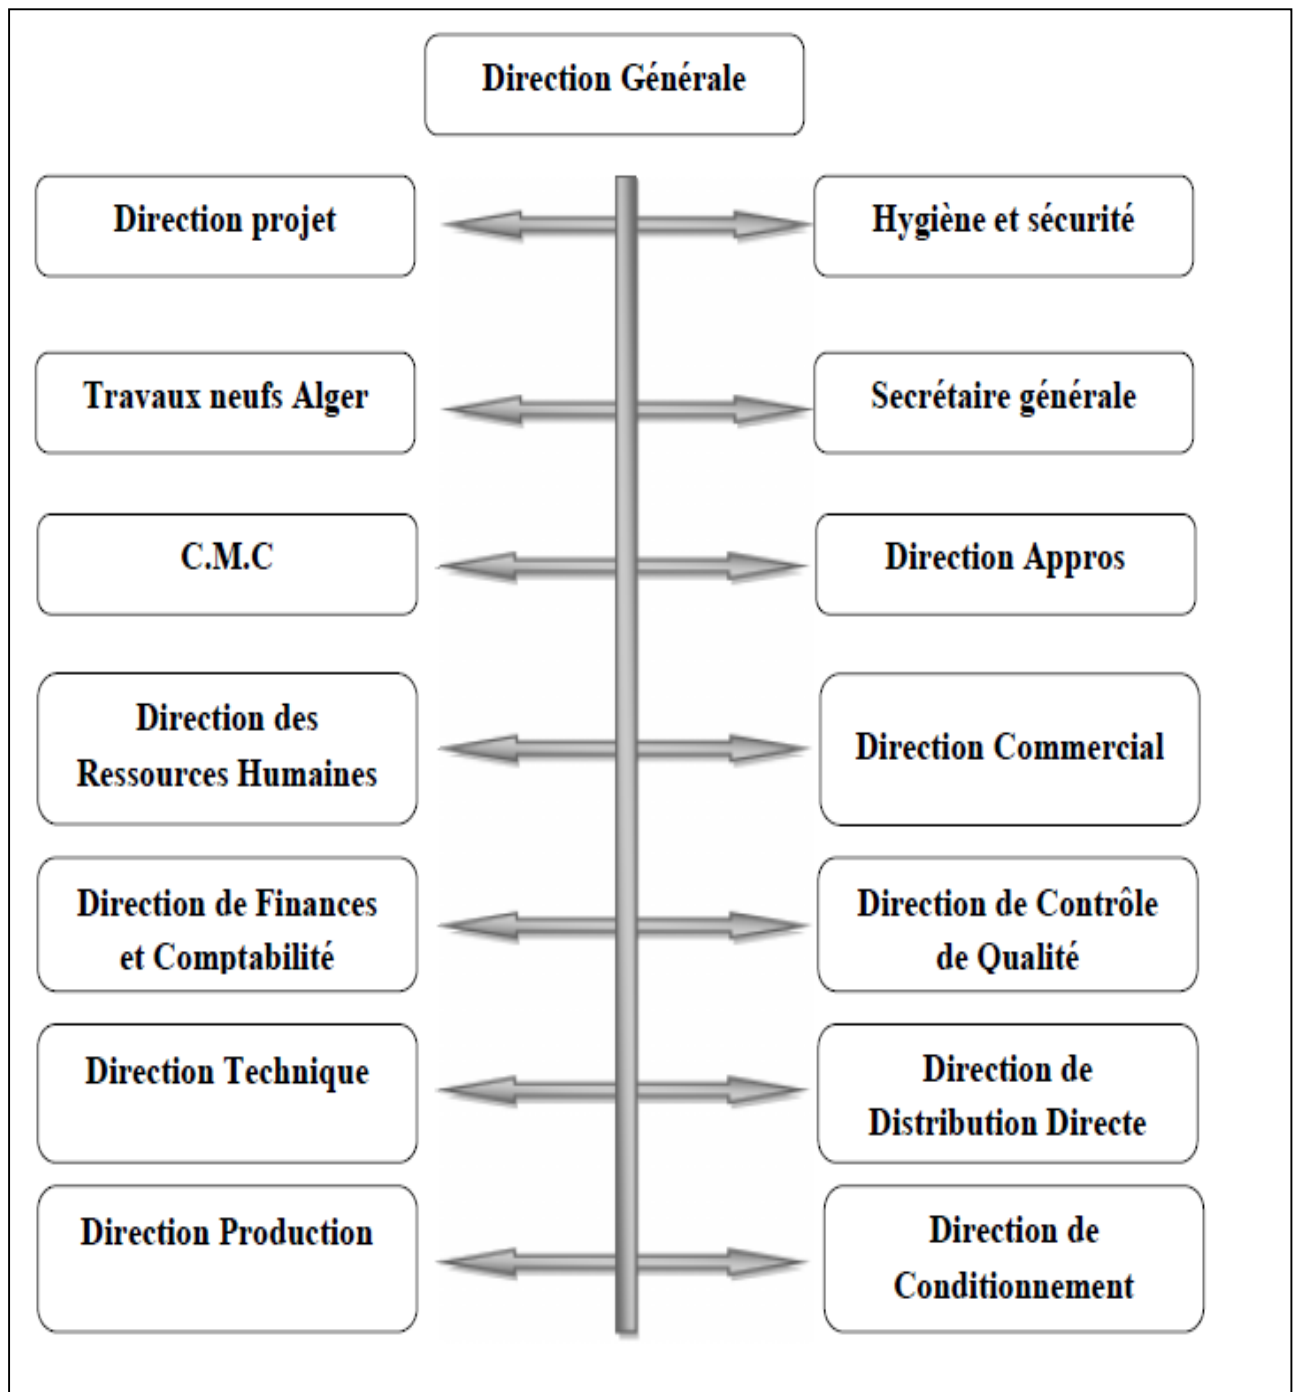 Direction Générale
Direction projet
Hygiène et sécurité
Travaux neufs Alger
Secrétaire générale
C.M.C
Direction Appros
Direction des
Ressources Humaines
Direction Commercial
Direction de Finances
et Comptabilité
Direction de Contrôle
de Qualité
Direction Technique
Direction de
Distribution Directe
Direction Production
Direction de
Conditionnement